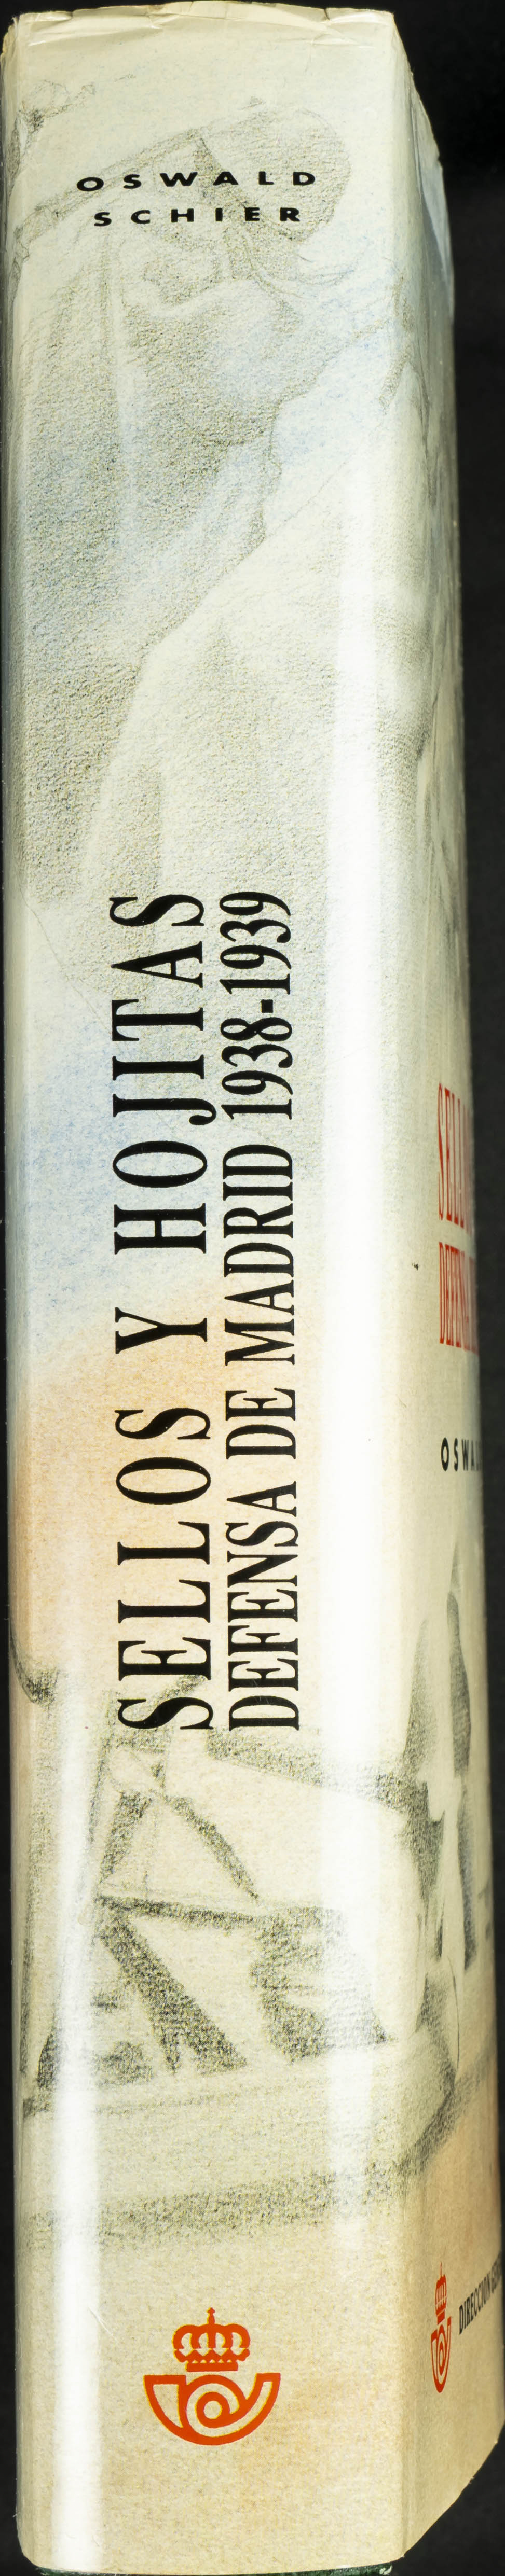 OSWALD
SCHIER
SELLOS Y HOJITAS
DEFENSA DE MADRID 1938-1939